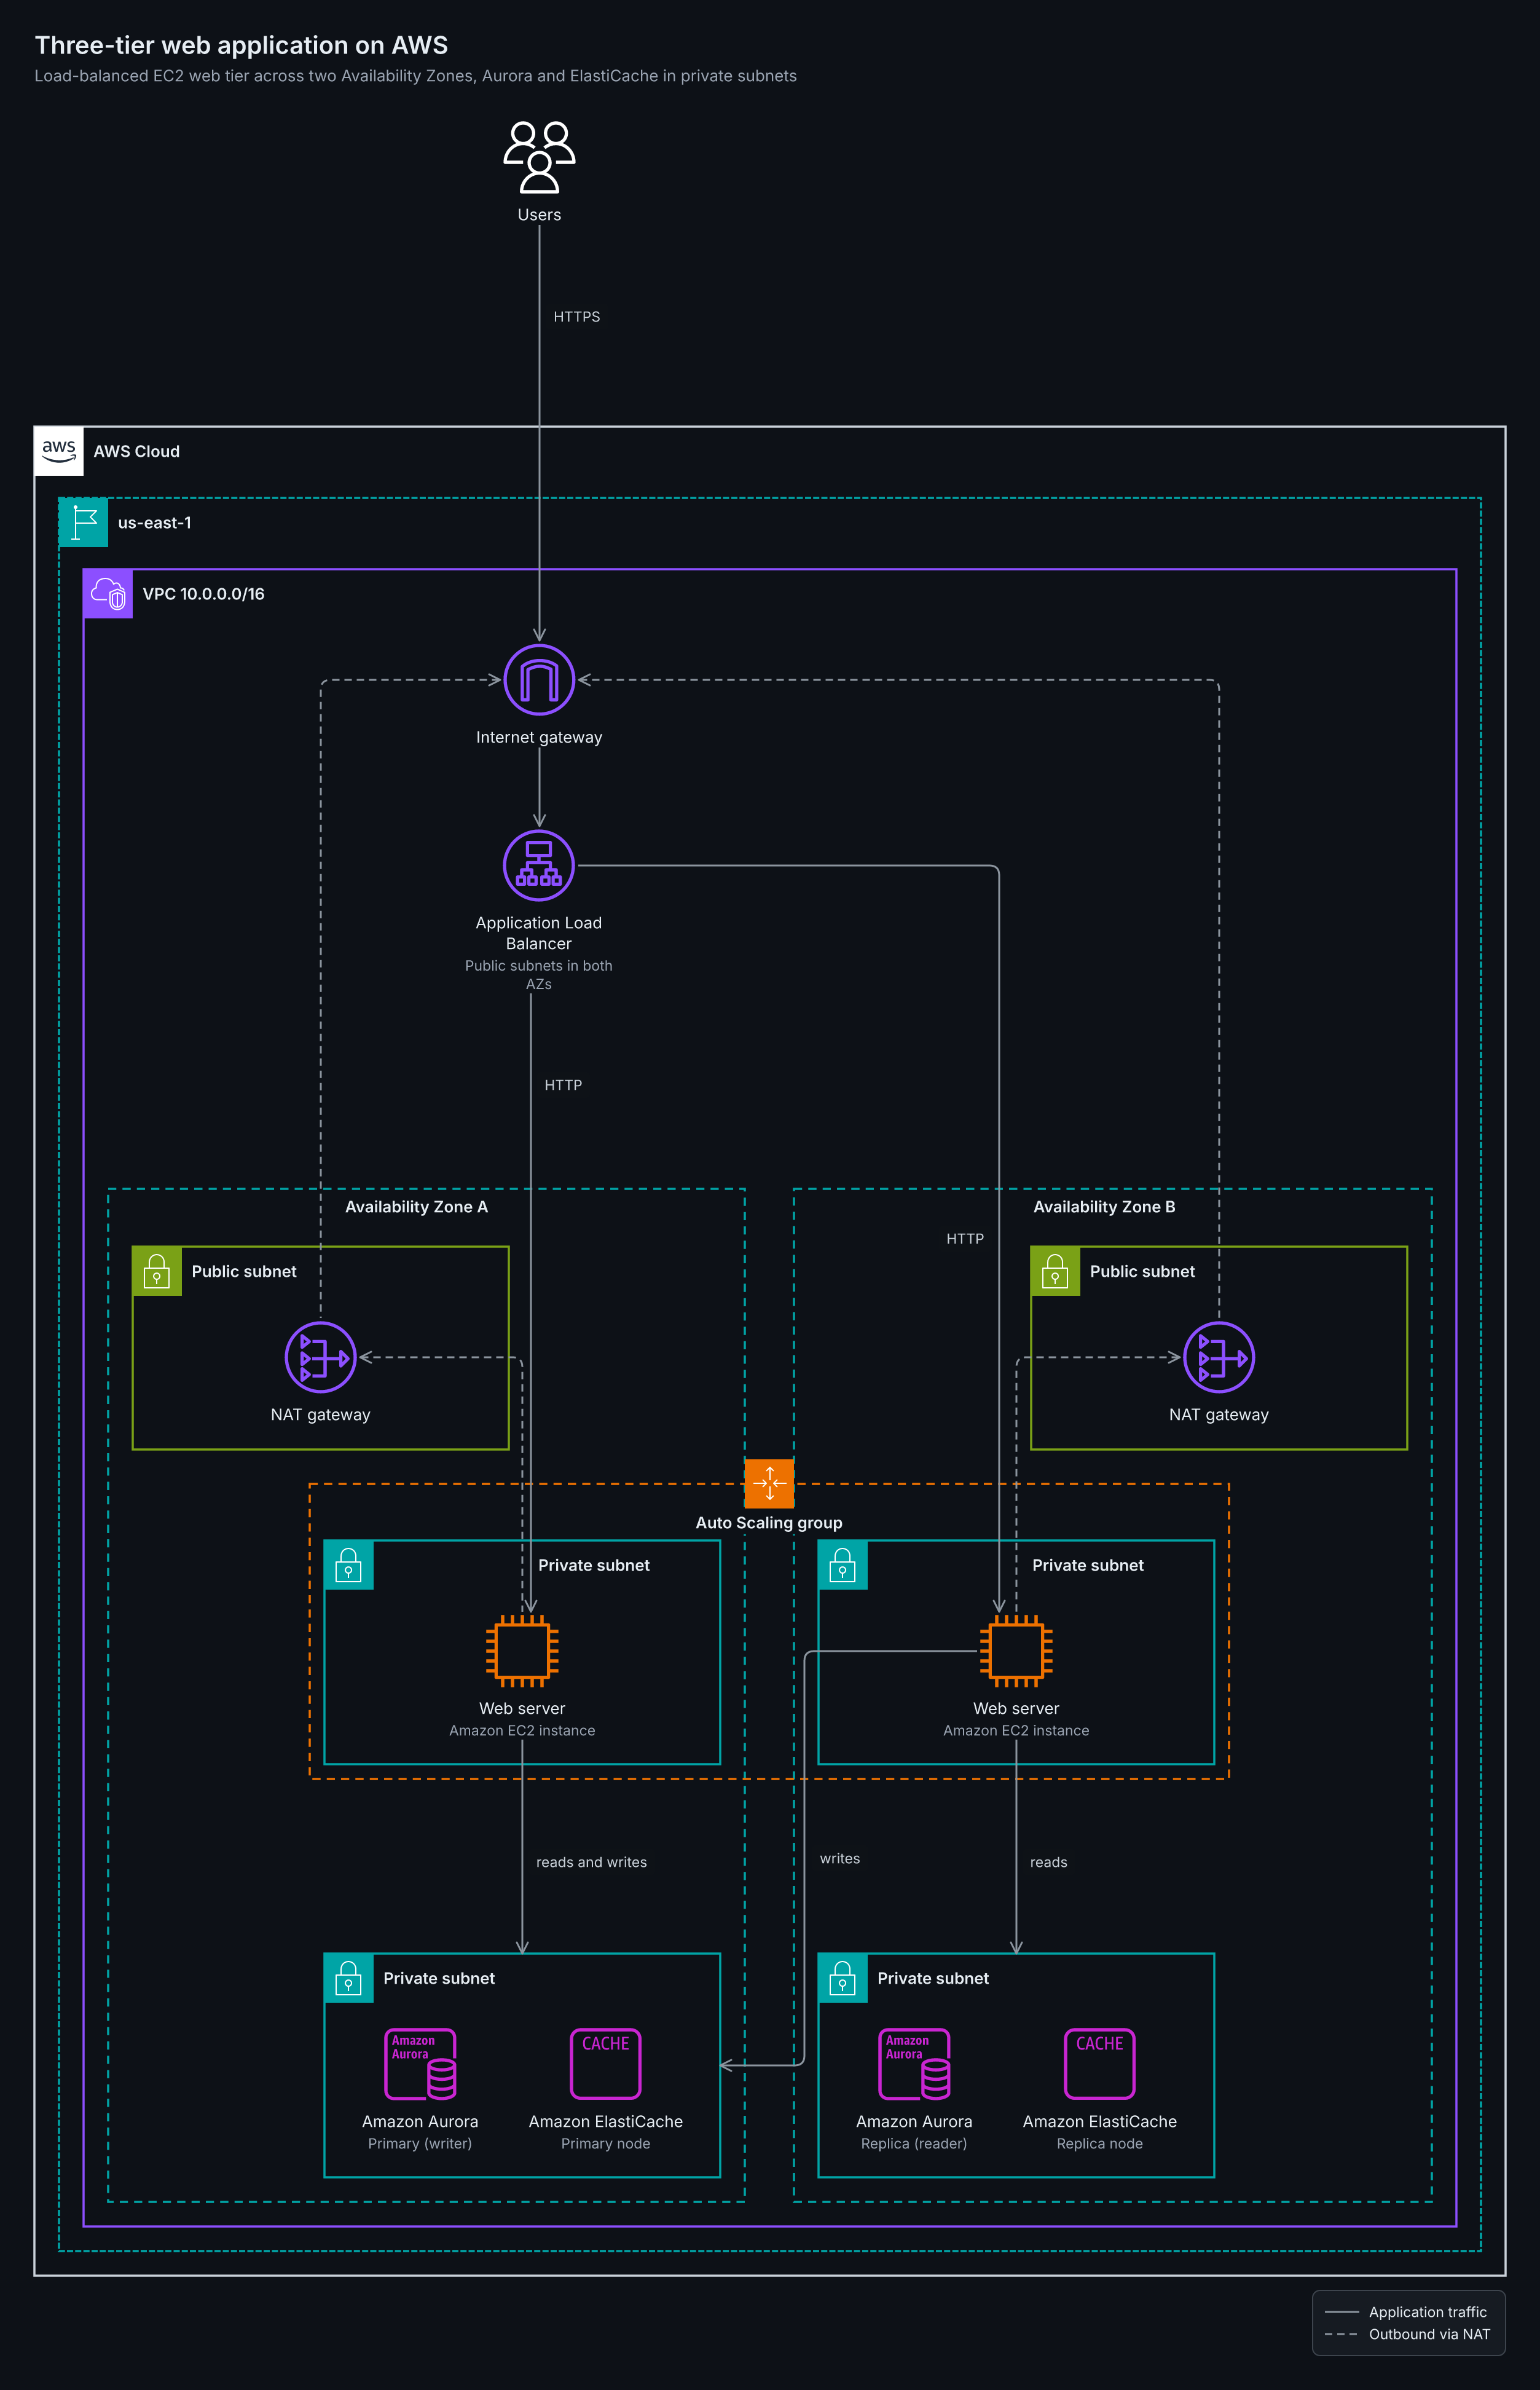 Three-tier web application on AWS
Load-balanced EC2 web tier across two Availability Zones, Aurora and ElastiCache in private subnets
Users
HTTPS
aws
AWS Cloud
us-east-1
VPC 10.0.0.0/16
Internet gateway
Application Load
Balancer
Public subnets in both
AZs
HTTP
Availability Zone A
Availability Zone B
HTTP
Public subnet
Public subnet
NAT gateway
NAT gateway
Auto Scaling group
Private subnet
Private subnet
Web server
Amazon EC2 instance
Web server
Amazon EC2 instance
reads and writes
writes
reads
Private subnet
Private subnet
Amazon
Aurora
CACHE
Amazon
Aurora
CACHE
Amazon Aurora
Primary (writer)
Amazon ElastiCache
Primary node
Amazon Aurora
Replica (reader)
Amazon ElastiCache
Replica node
Application traffic
Outbound via NAT